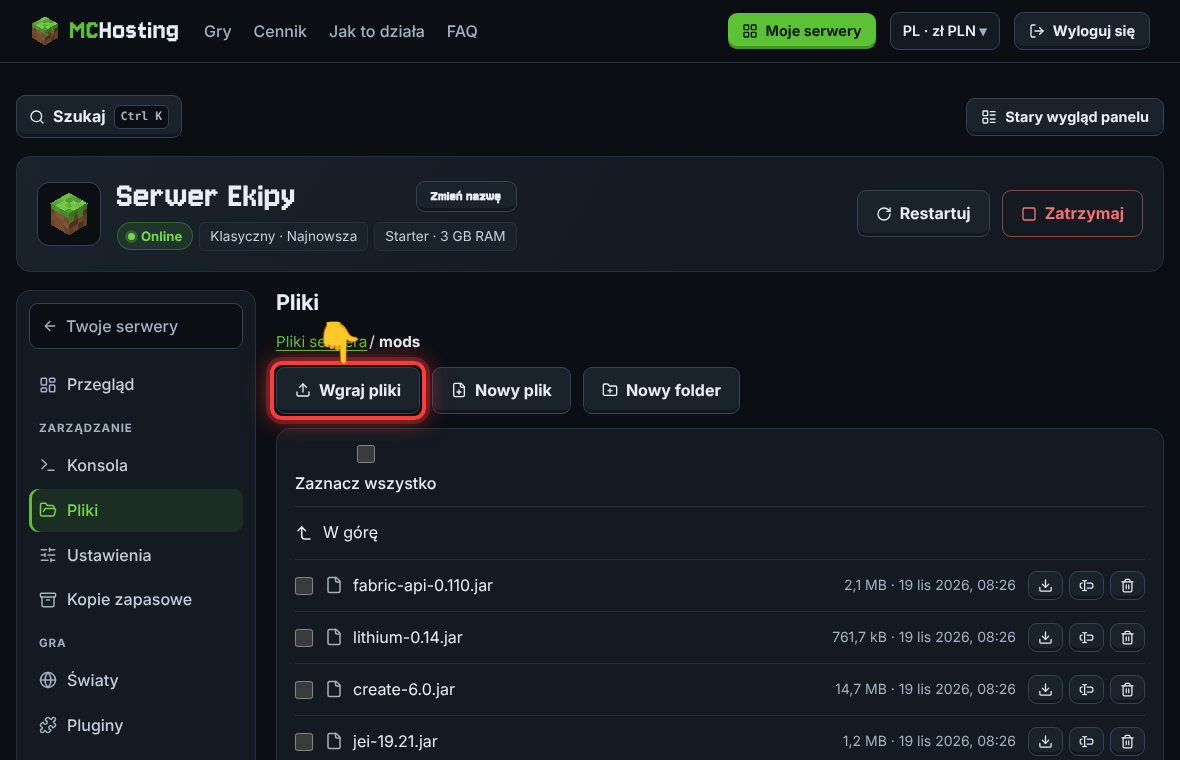 MCHosting
Gry Cennik Jak to działa FAQ
Moje serwery
PL · zł PLN ▾
Wyloguj się
Szukaj Ctrl K
Stary wygląd panelu
Serwer Ekipy
Zmień nazwę
Online
Klasyczny · Najnowsza
Starter · 3 GB RAM
Restartuj
Zatrzymaj
Twoje serwery
Przegląd
ZARZĄDZANIE
Konsola
Pliki
Ustawienia
Kopie zapasowe
GRA
Światy
Pluginy
Pliki
Pliki / mods
Wgraj pliki
Nowy plik
Nowy folder
Zaznacz wszystko
W górę
fabric-api-0.110.jar 2,1 MB · 19 lis 2026, 08:26
lithium-0.14.jar 761,7 kB · 19 lis 2026, 08:26
create-6.0.jar 14,7 MB · 19 lis 2026, 08:26
jei-19.21.jar 1,2 MB · 19 lis 2026, 08:26